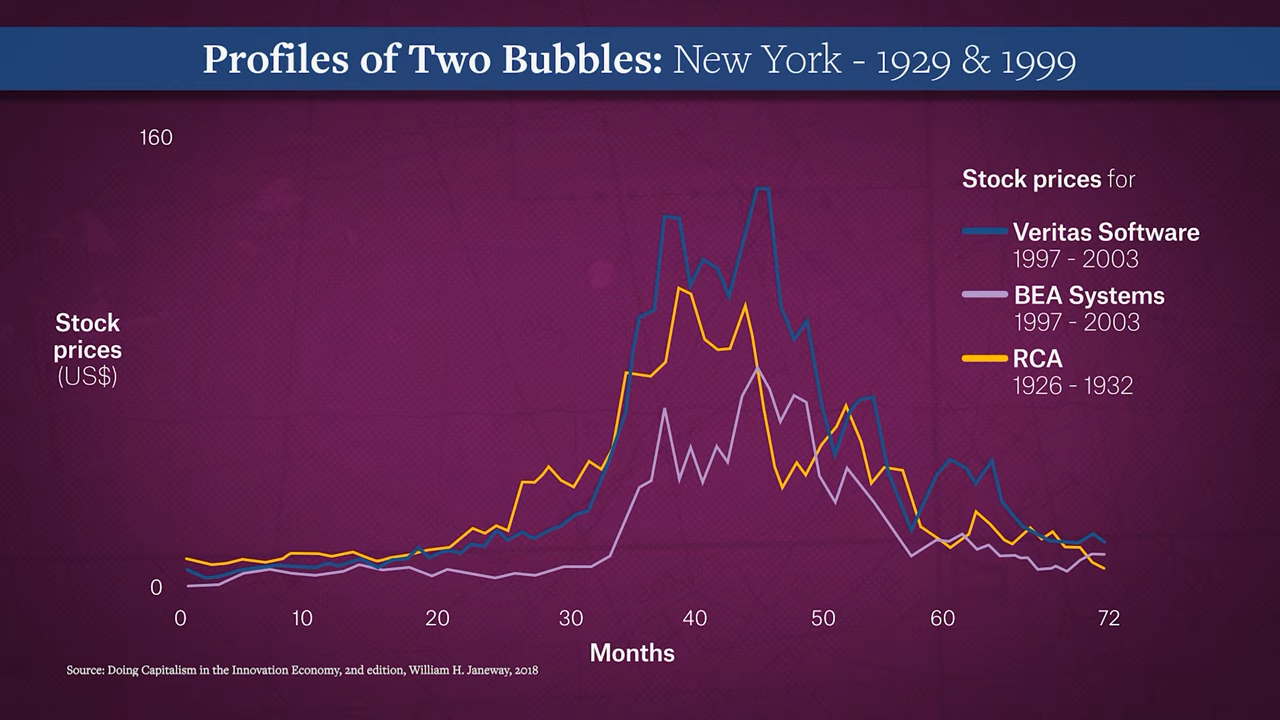 Profiles of Two Bubbles: New York - 1929 & 1999
160
Stock prices for
Veritas Software
1997 - 2003
BEA Systems
1997 - 2003
RCA
1926 - 1932
Stock
prices
(US$)
0
0 10 20 30 40 50 60 72
Months
Source: Doing Capitalism in the Innovation Economy, 2nd edition, William H. Janeway, 2018